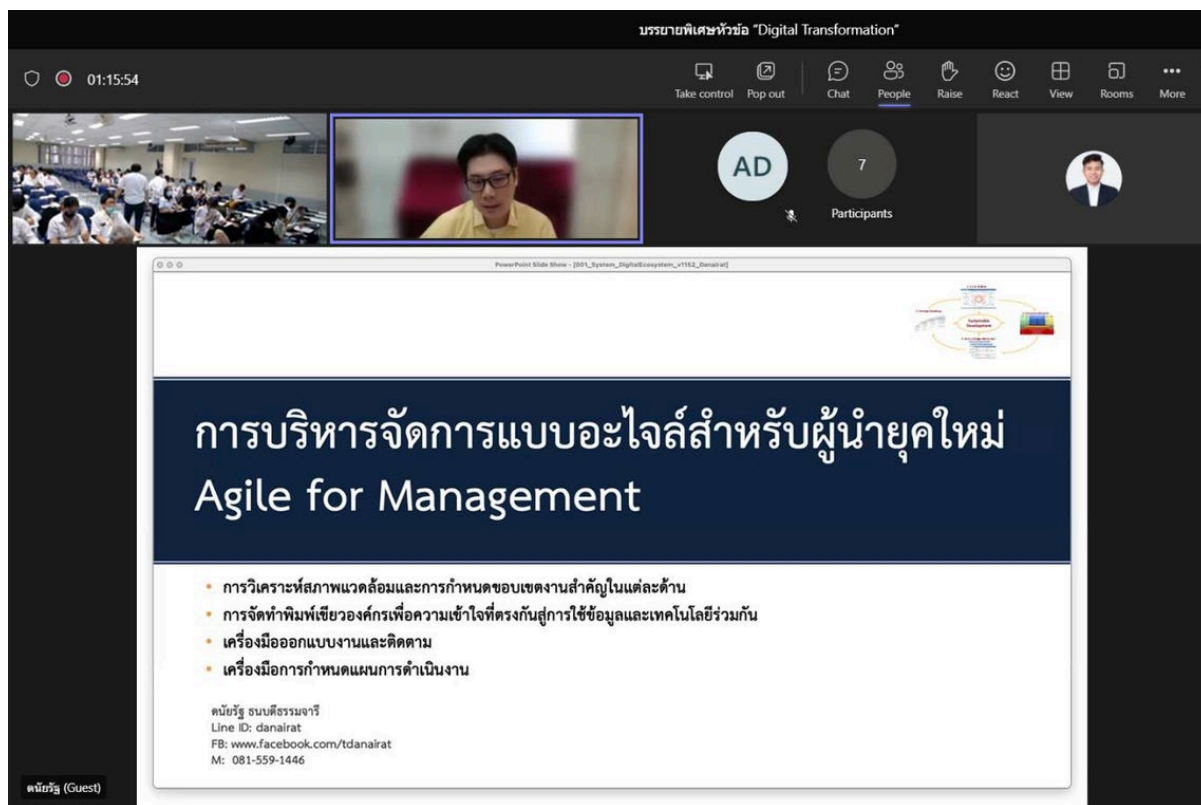 บรรยายพิเศษหัวข้อ "Digital Transformation"
01:15:54
Take control Pop out Chat People Raise React View Rooms More
AD
7
Participants
PowerPoint Slide Show - [001_System_DigitalEcosystem_v1152_Danairat]
Sustainable
Development
การบริหารจัดการแบบอะไจล์สำหรับผู้นำยุคใหม่
Agile for Management
• การวิเคราะห์สภาพแวดล้อมและการกำหนดขอบเขตงานสำคัญในแต่ละด้าน
• การจัดทำพิมพ์เขียวองค์กรเพื่อความเข้าใจที่ตรงกันสู่การใช้ข้อมูลและเทคโนโลยีร่วมกัน
• เครื่องมือออกแบบงานและติดตาม
• เครื่องมือการกำหนดแผนการดำเนินงาน
ดนัยรัฐ ธนบดีธรรมจารี
Line ID: danairat
FB: www.facebook.com/tdanairat
M: 081-559-1446
ดนัยรัฐ (Guest)